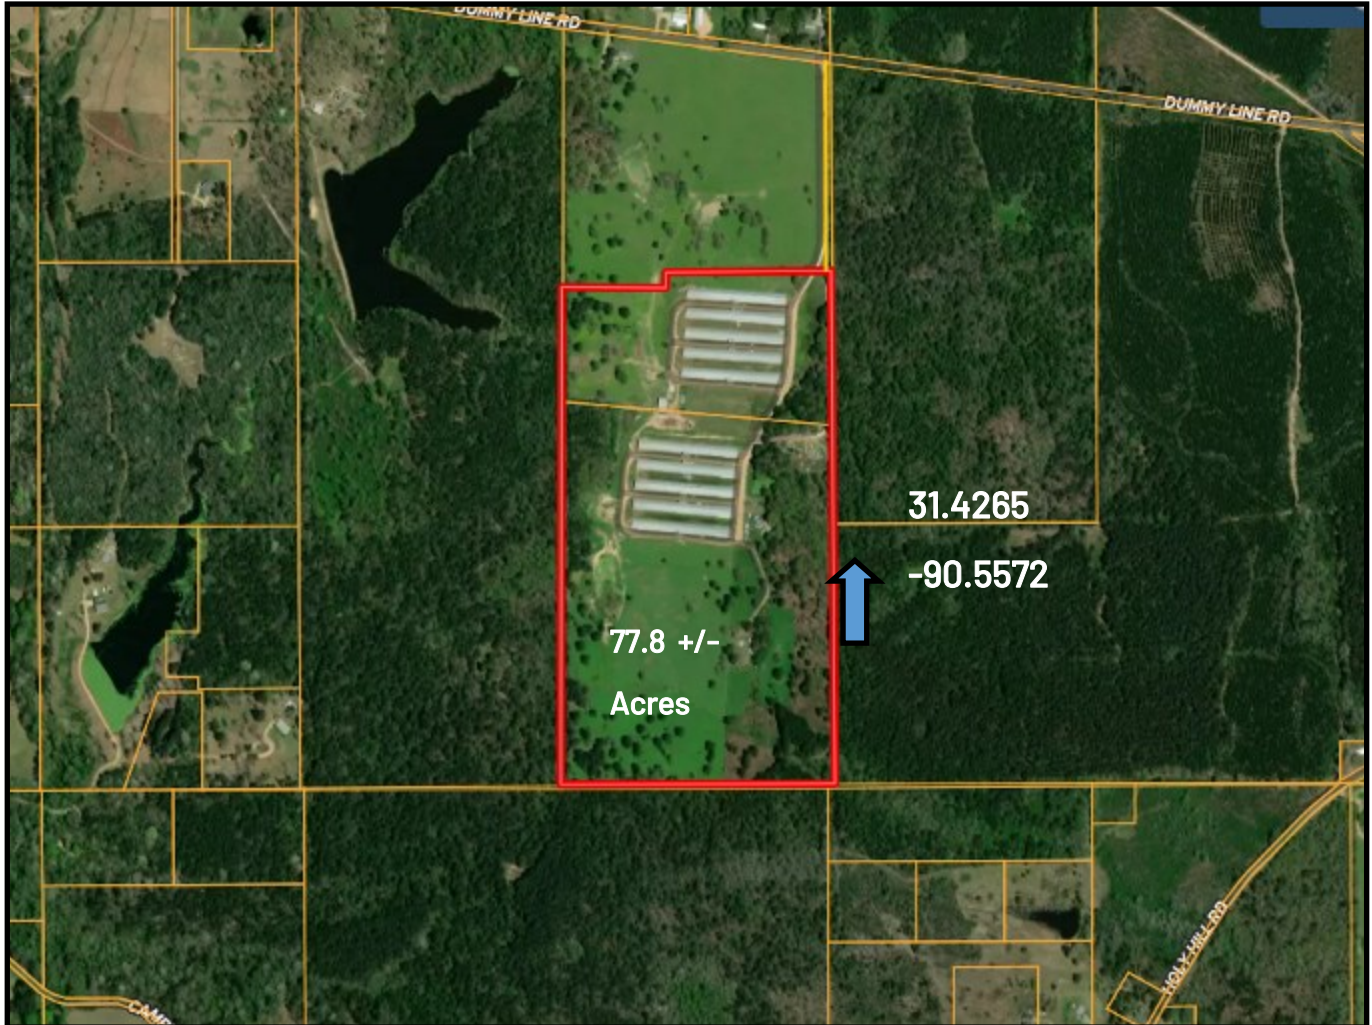 DUMMY LINE RD
DUMMY LINE RD
31.4265
-90.5572
77.8 +/-
Acres
HOLY HILL RD